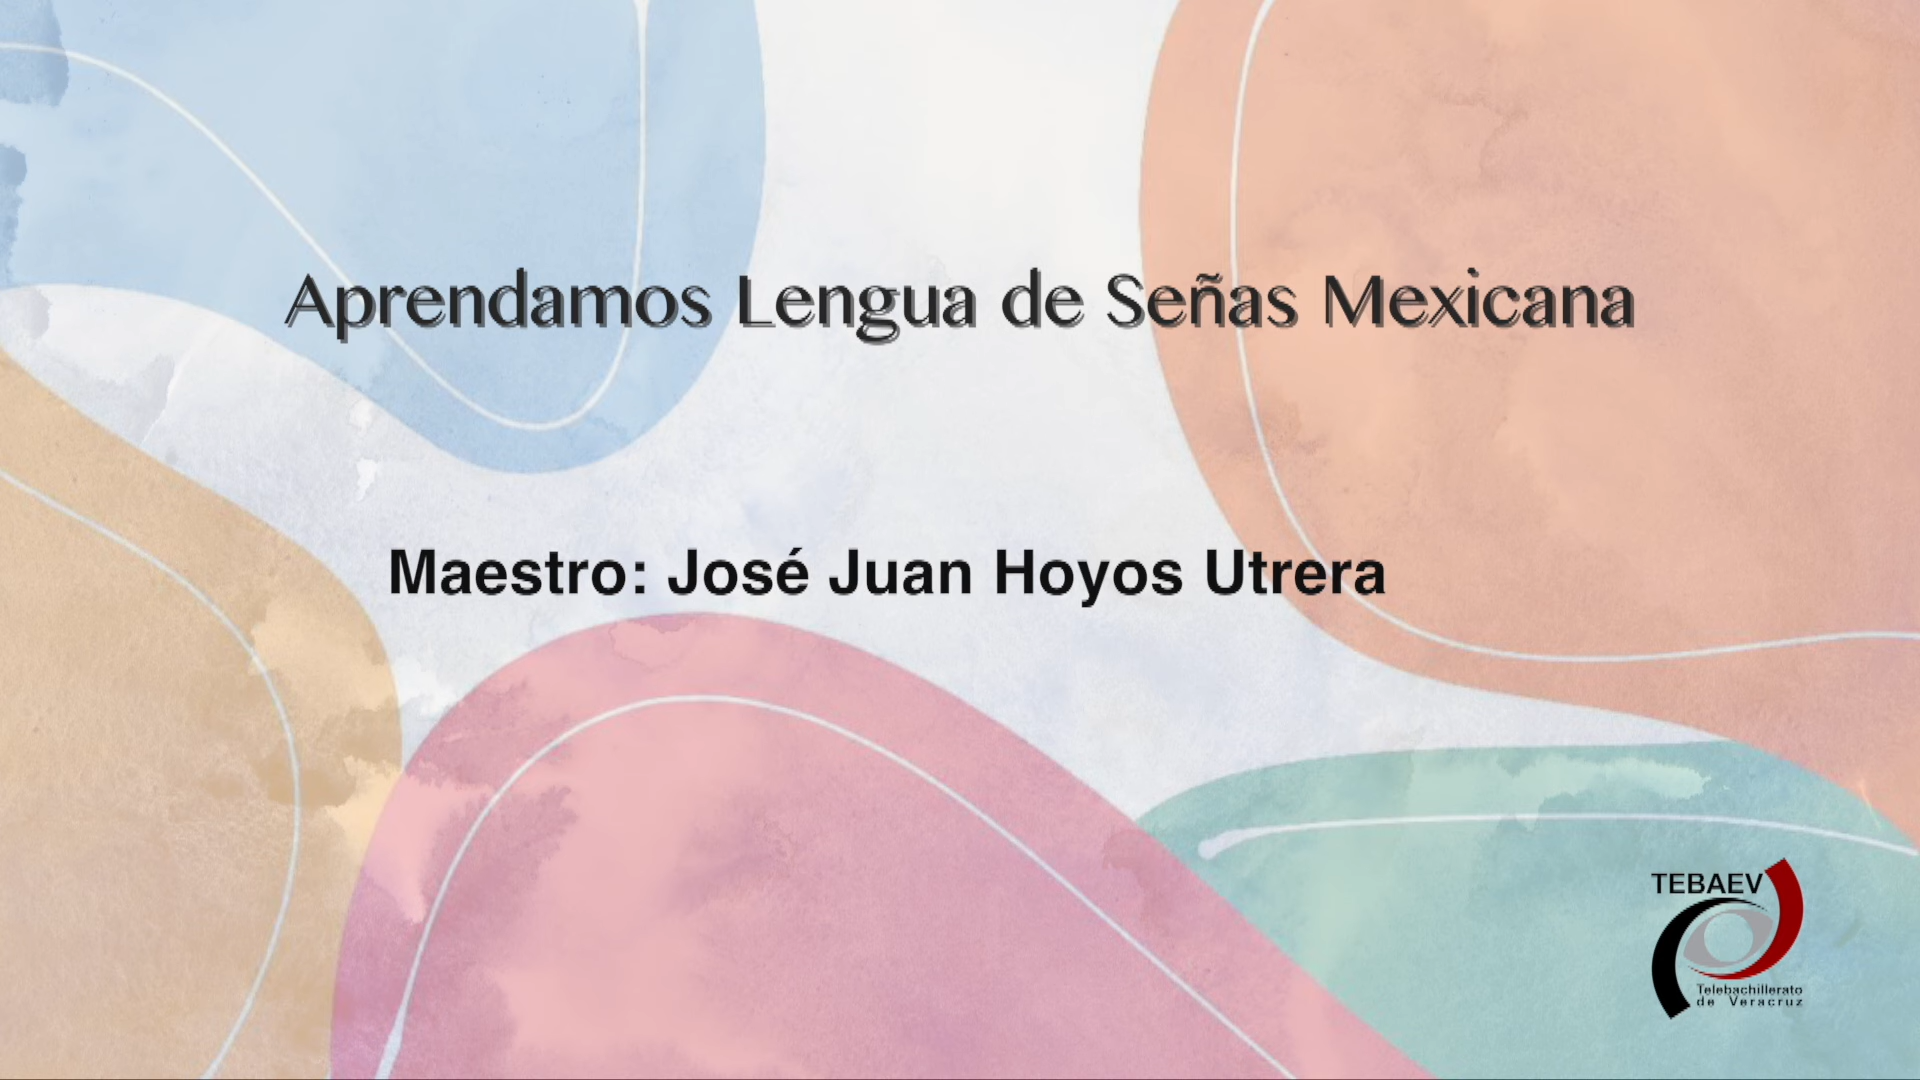 Aprendamos Lengua de Señas Mexicana
Maestro: José Juan Hoyos Utrera
TEBAEV
Telebachillerato
de Veracruz